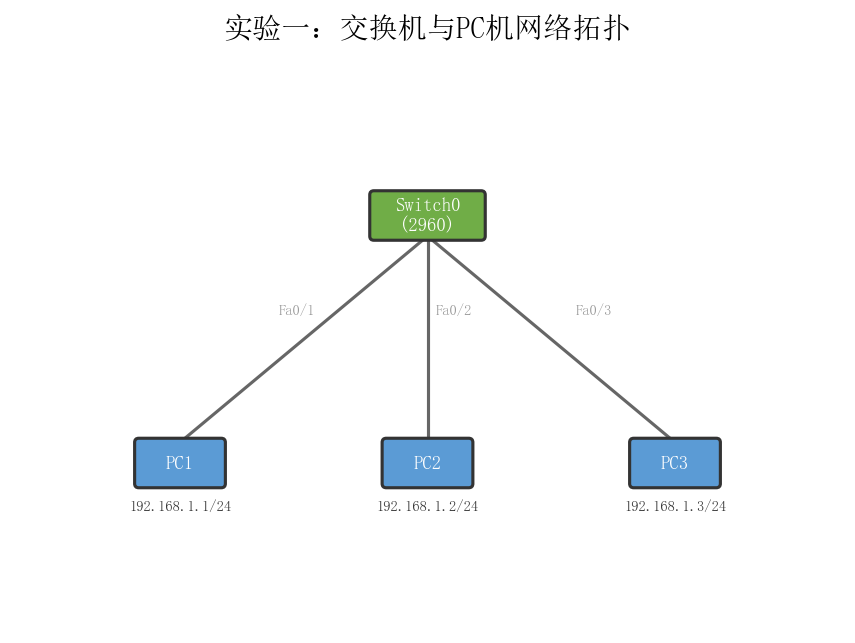 实验一：交换机与PC机网络拓扑
Switch0
(2960)
Fa0/1
Fa0/2
Fa0/3
PC1
PC2
PC3
192.168.1.1/24
192.168.1.2/24
192.168.1.3/24